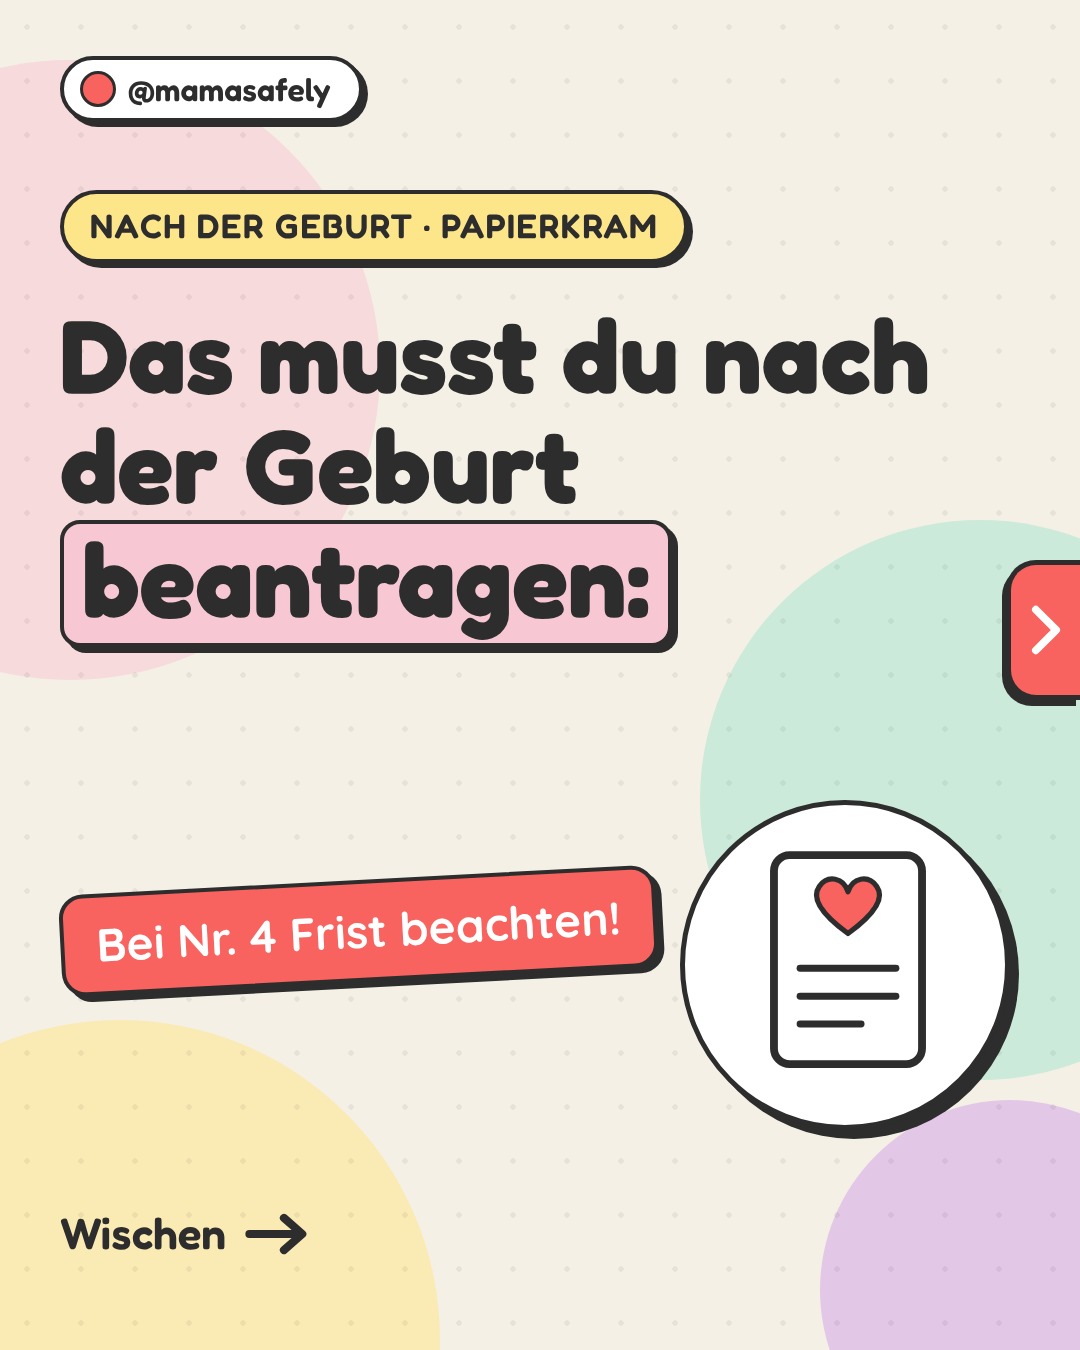 @mamasafely
NACH DER GEBURT · PAPIERKRAM
Das musst du nach
der Geburt
beantragen:
Bei Nr. 4 Frist beachten!
Wischen →